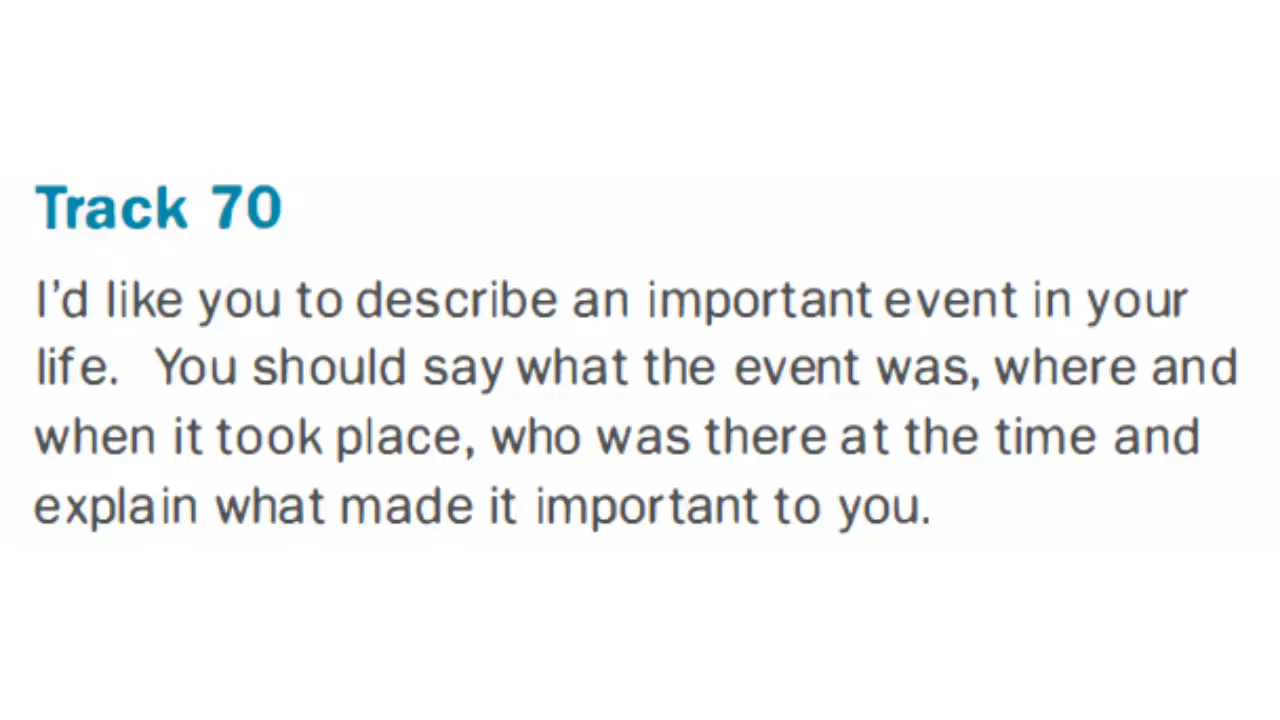 Track 70
I'd like you to describe an important event in your
life. You should say what the event was, where and
when it took place, who was there at the time and
explain what made it important to you.